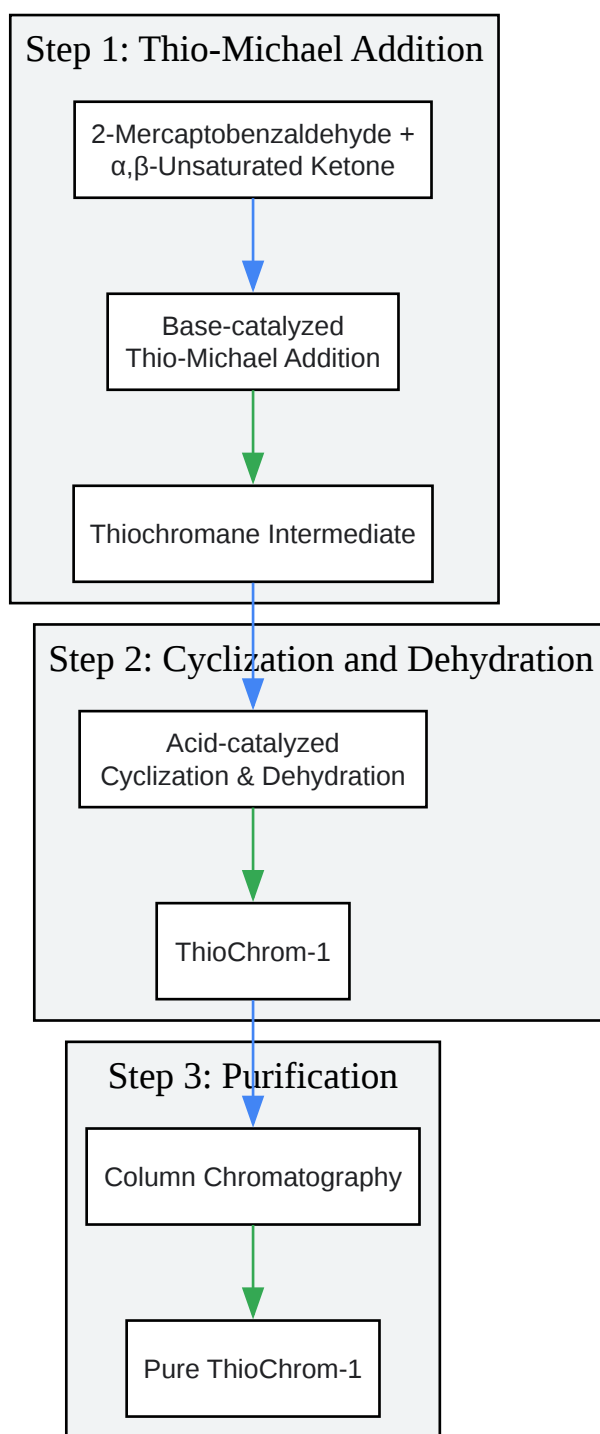 Step 1: Thio-Michael Addition
2-Mercaptobenzaldehyde +
α,β-Unsaturated Ketone
Base-catalyzed
Thio-Michael Addition
Thiochromane Intermediate
Step 2: Cyclization and Dehydration
Acid-catalyzed
Cyclization & Dehydration
ThioChrom-1
Step 3: Purification
Column Chromatography
Pure ThioChrom-1